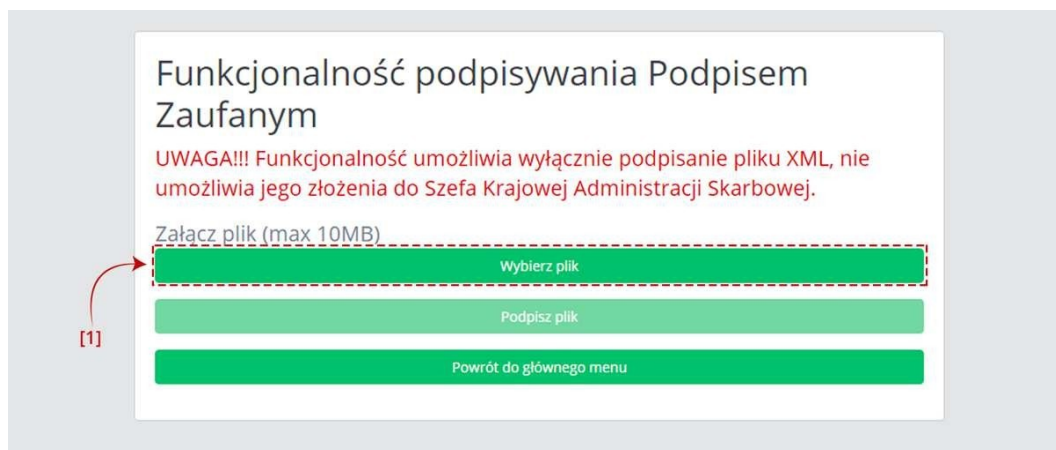 Funkcjonalność podpisywania Podpisem
Zaufanym
UWAGA!!! Funkcjonalność umożliwia wyłącznie podpisanie pliku XML, nie
umożliwia jego złożenia do Szefa Krajowej Administracji Skarbowej.
Załącz plik (max 10MB)
Wybierz plik
[1]
Podpisz plik
Powrót do głównego menu